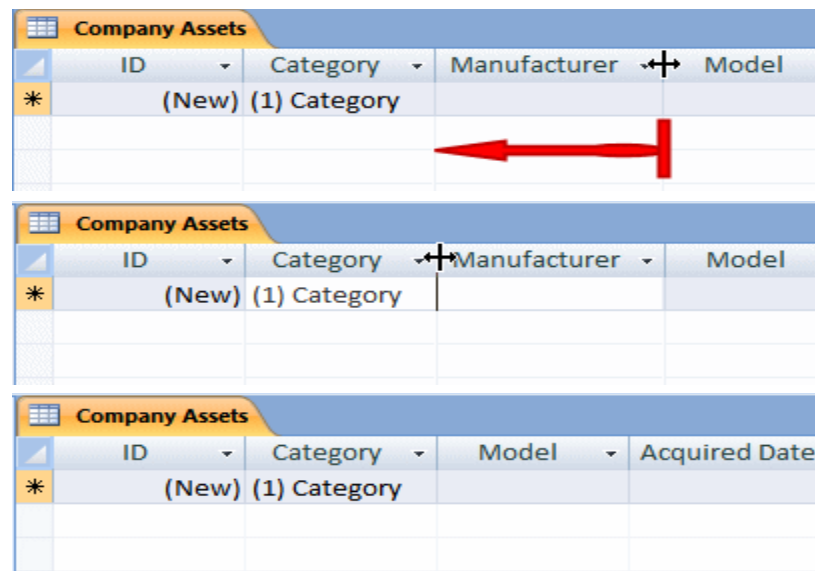 Company Assets
ID Category Manufacturer Model
* (New) (1) Category
Company Assets
ID Category Manufacturer Model
* (New) (1) Category
Company Assets
ID Category Model Acquired Date
* (New) (1) Category